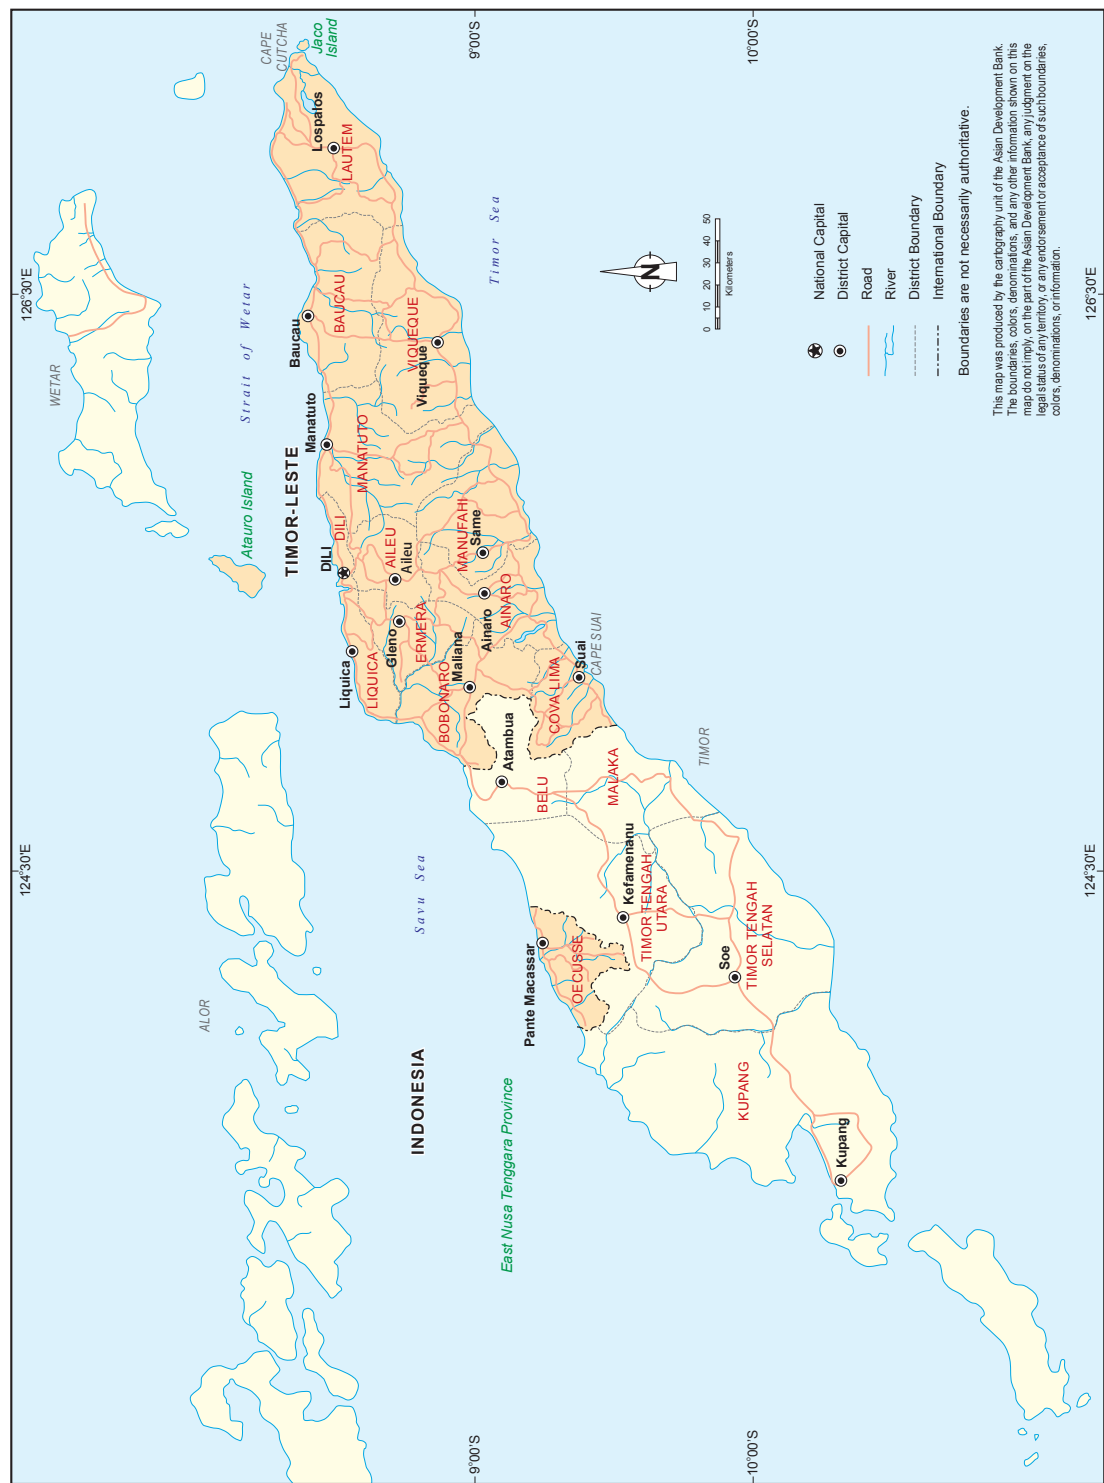 124°30'E
126°30'E
WETAR
ALOR
Strait of Wetar
Atauro Island
CAPE
CUTCHA
Jaco
Island
TIMOR-LESTE
DILI
DILI
Manatuto
MANATUTO
Baucau
BAUCAU
Lospalos
LAUTEM
Liquica
LIQUICA
Gleno
ERMERA
AILEU
Aileu
VIQUEQUE
Viqueque
MANUFAHI
Same
Maliana
BOBONARO
Ainaro
AINARO
COVA-LIMA
Suai
CAPE SUAI
Savu Sea
Timor Sea
INDONESIA
East Nusa Tenggara Province
Atambua
BELU
MALAKA
TIMOR
Pante Macassar
OECUSSE
Kefamenanu
TIMOR TENGAH
UTARA
Soe
TIMOR TENGAH
SELATAN
KUPANG
Kupang
9°00'S
9°00'S
10°00'S
10°00'S
N
0 10 20 30 40 50
Kilometers
National Capital
District Capital
Road
River
District Boundary
International Boundary
Boundaries are not necessarily authoritative.
This map was produced by the cartography unit of the Asian Development Bank.
The boundaries, colors, denominations, and any other information shown on this
map do not imply, on the part of the Asian Development Bank, any judgment on the
legal status of any territory, or any endorsement or acceptance of such boundaries,
colors, denominations, or information.
124°30'E
126°30'E